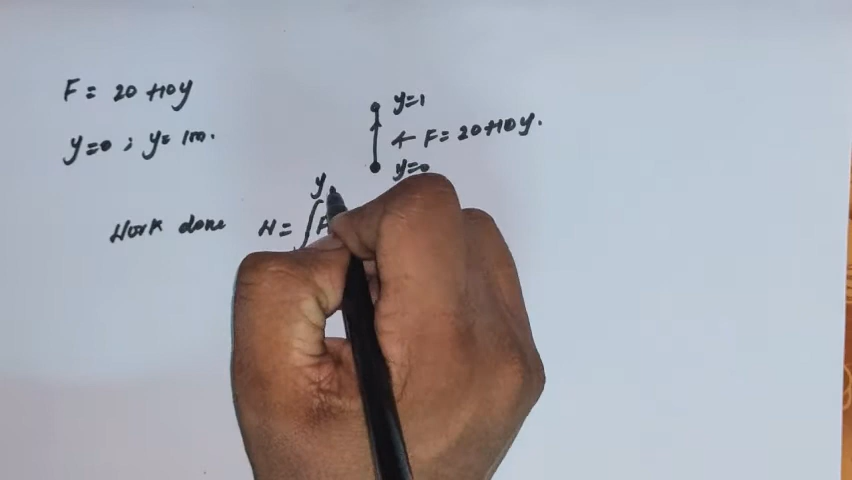 F = 20 +10y
y=0 ; y= 1m.
y=1
← F= 20+10y.
y=0
y
Work done W = ∫F